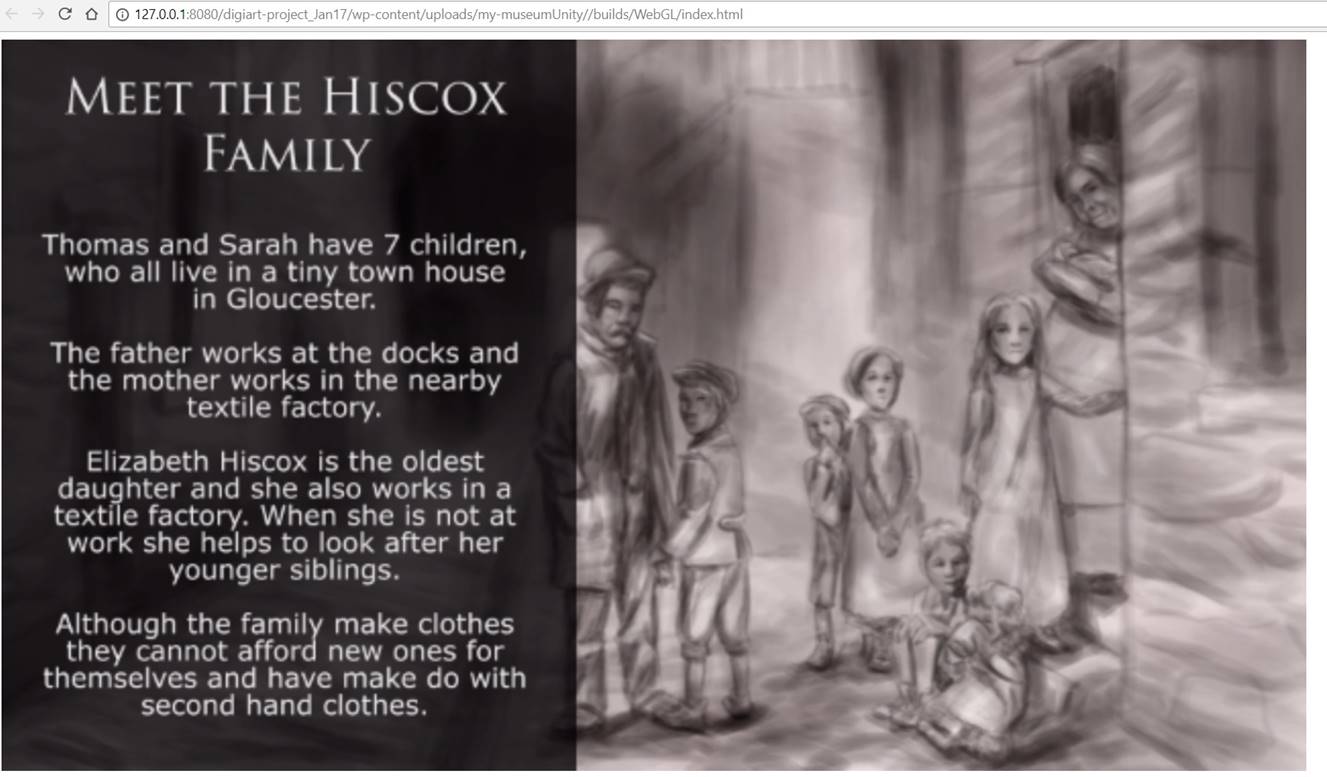 127.0.0.1:8080/digiart-project_Jan17/wp-content/uploads/my-museumUnity//builds/WebGL/index.html
MEET THE HISCOX
FAMILY
Thomas and Sarah have 7 children,
who all live in a tiny town house
in Gloucester.
The father works at the docks and
the mother works in the nearby
textile factory.
Elizabeth Hiscox is the oldest
daughter and she also works in a
textile factory. When she is not at
work she helps to look after her
younger siblings.
Although the family make clothes
they cannot afford new ones for
themselves and have make do with
second hand clothes.